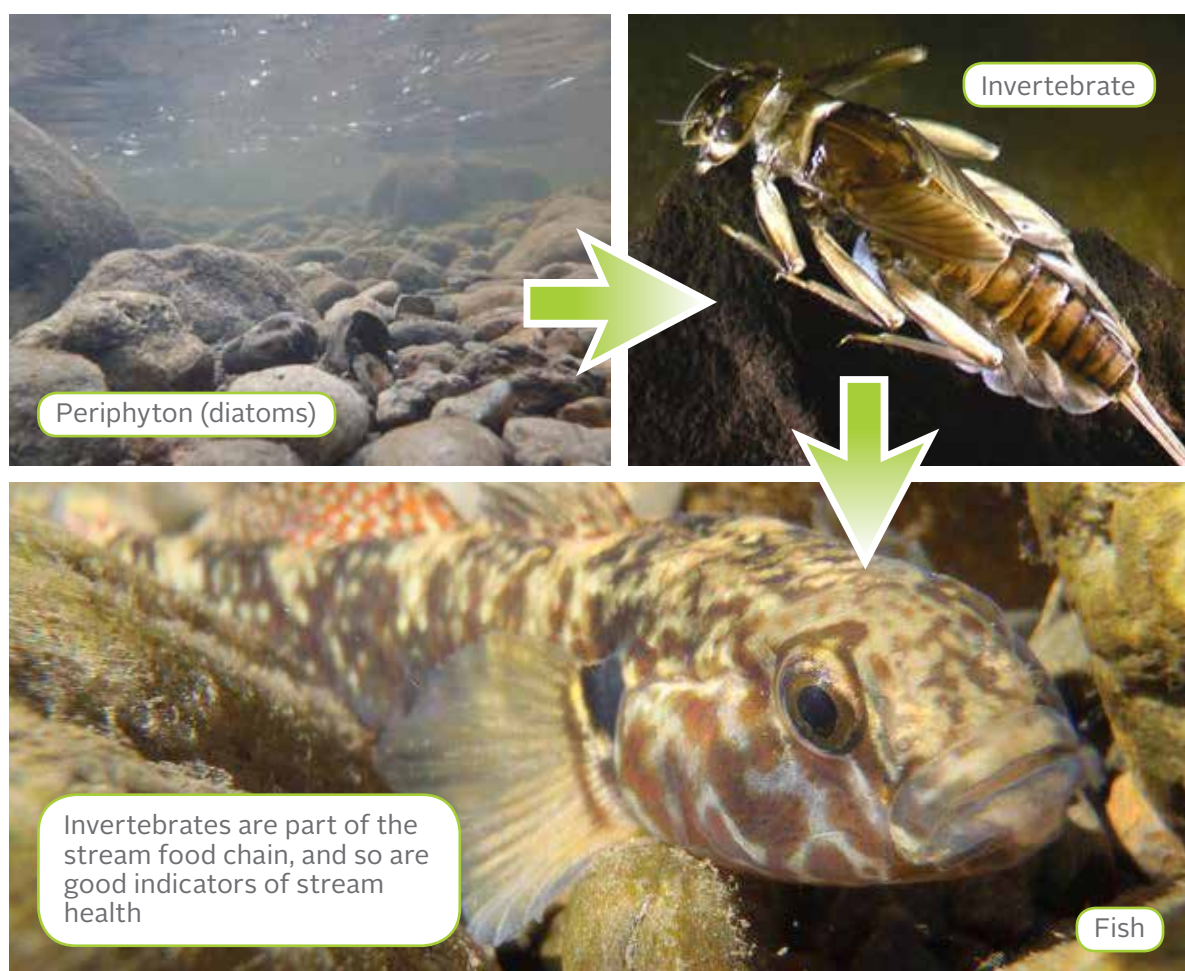 Invertebrate
Periphyton (diatoms)
Invertebrates are part of the
stream food chain, and so are
good indicators of stream
health
Fish